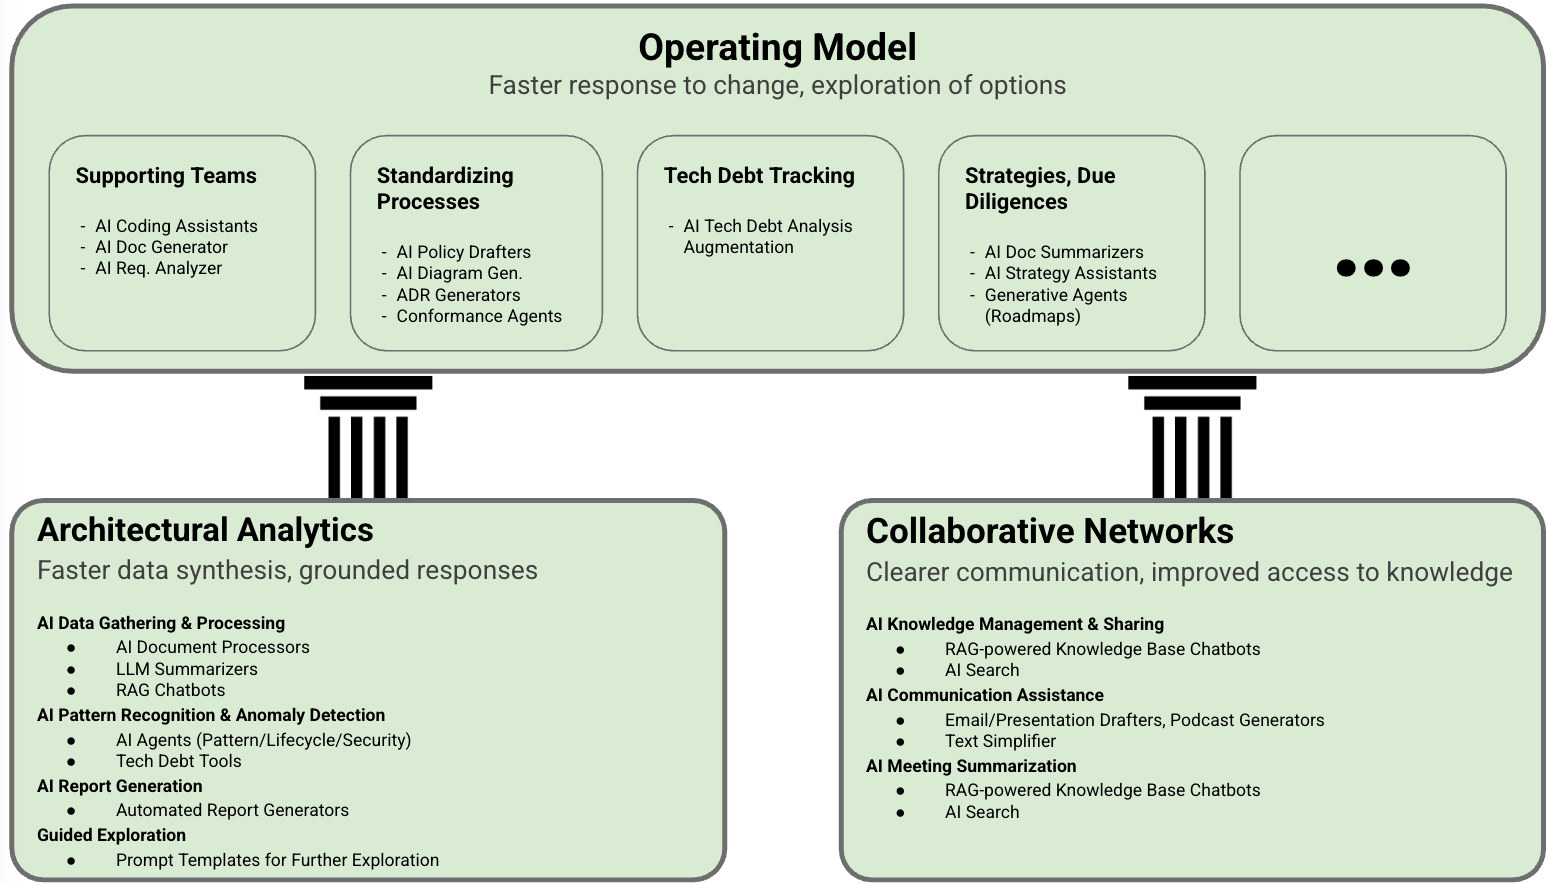 Operating Model
Faster response to change, exploration of options
Supporting Teams
- AI Coding Assistants
- AI Doc Generator
- AI Req. Analyzer
Standardizing
Processes
- AI Policy Drafters
- AI Diagram Gen.
- ADR Generators
- Conformance Agents
Tech Debt Tracking
- AI Tech Debt Analysis
Augmentation
Strategies, Due
Diligences
- AI Doc Summarizers
- AI Strategy Assistants
- Generative Agents
(Roadmaps)
...
Architectural Analytics
Faster data synthesis, grounded responses
AI Data Gathering & Processing
● AI Document Processors
● LLM Summarizers
● RAG Chatbots
AI Pattern Recognition & Anomaly Detection
● AI Agents (Pattern/Lifecycle/Security)
● Tech Debt Tools
AI Report Generation
● Automated Report Generators
Guided Exploration
● Prompt Templates for Further Exploration
Collaborative Networks
Clearer communication, improved access to knowledge
AI Knowledge Management & Sharing
● RAG-powered Knowledge Base Chatbots
● AI Search
AI Communication Assistance
● Email/Presentation Drafters, Podcast Generators
● Text Simplifier
AI Meeting Summarization
● RAG-powered Knowledge Base Chatbots
● AI Search